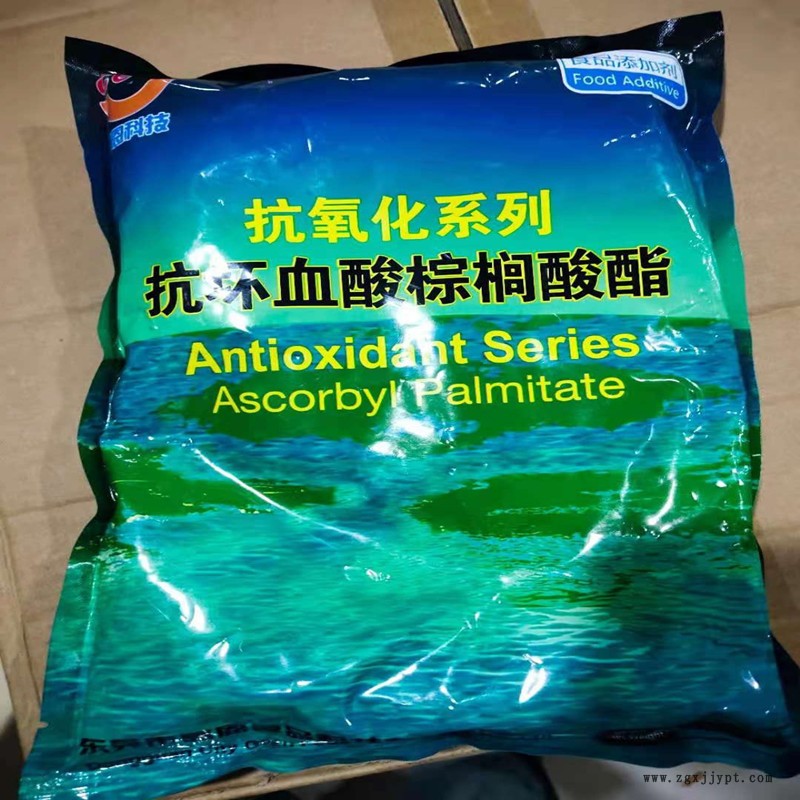 食品添加剂
Food Additive
科技
抗氧化系列
抗坏血酸棕榈酸酯
Antioxidant Series
Ascorbyl Palmitate
www.zgxjjypt.com